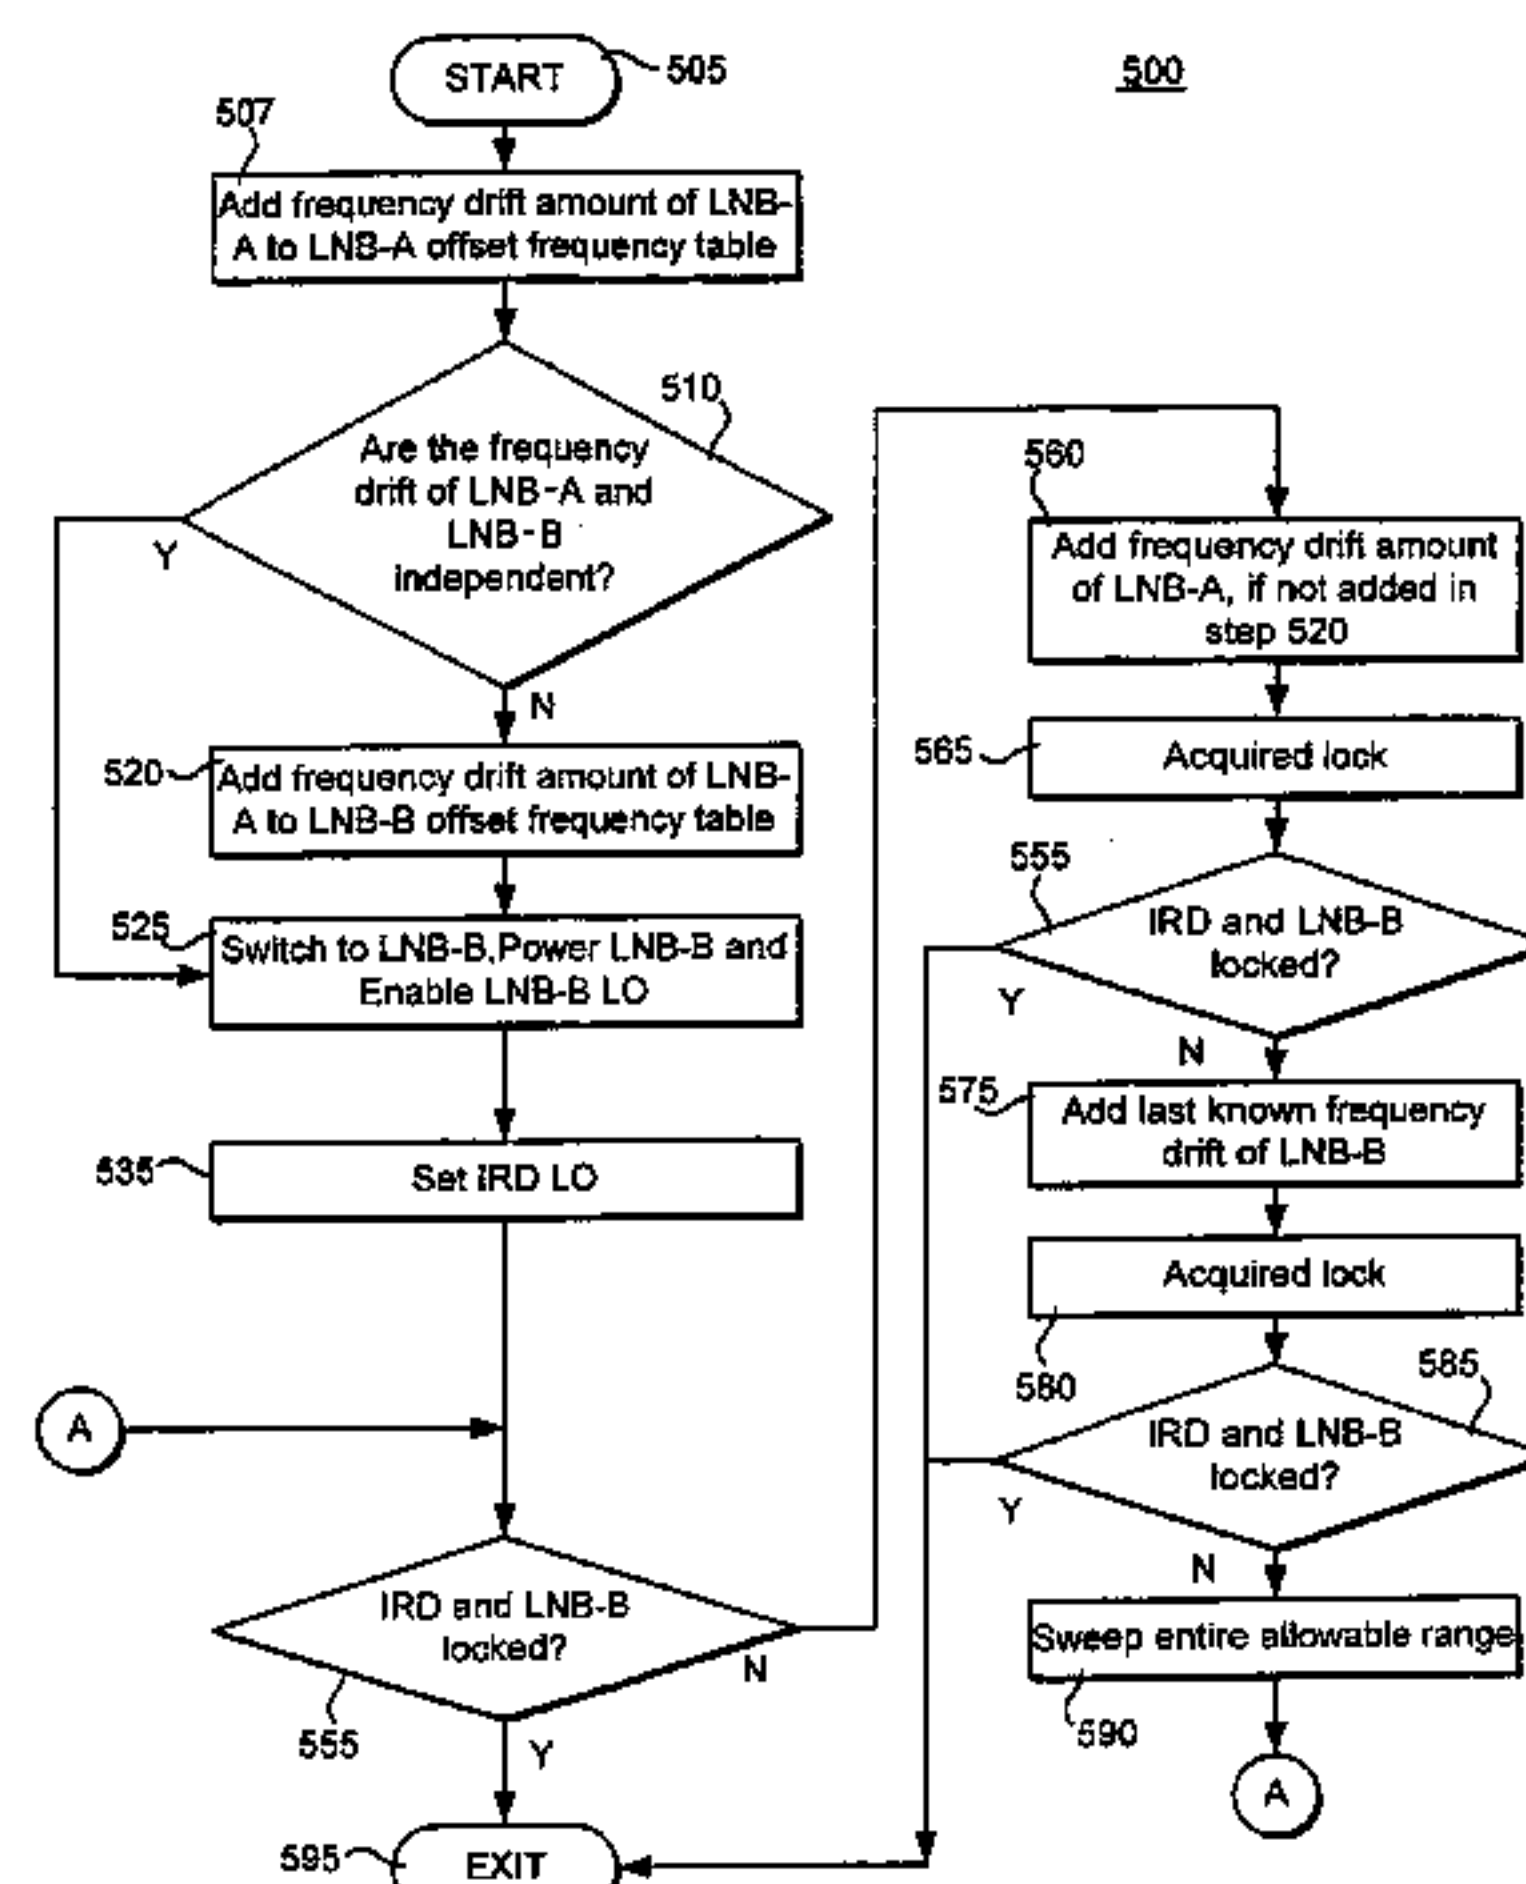 START
505
500
507
Add frequency drift amount of LNB-
A to LNB-A offset frequency table
510
Are the frequency
drift of LNB-A and
LNB-B
independent?
Y
N
520
Add frequency drift amount of LNB-
A to LNB-B offset frequency table
525
Switch to LNB-B,Power LNB-B and
Enable LNB-B LO
535
Set IRD LO
A
IRD and LNB-B
locked?
N
555
Y
595
EXIT
560
Add frequency drift amount
of LNB-A, if not added in
step 520
565
Acquired lock
555
IRD and LNB-B
locked?
Y
N
575
Add last known frequency
drift of LNB-B
Acquired lock
580
585
IRD and LNB-B
locked?
Y
N
Sweep entire allowable range
590
A